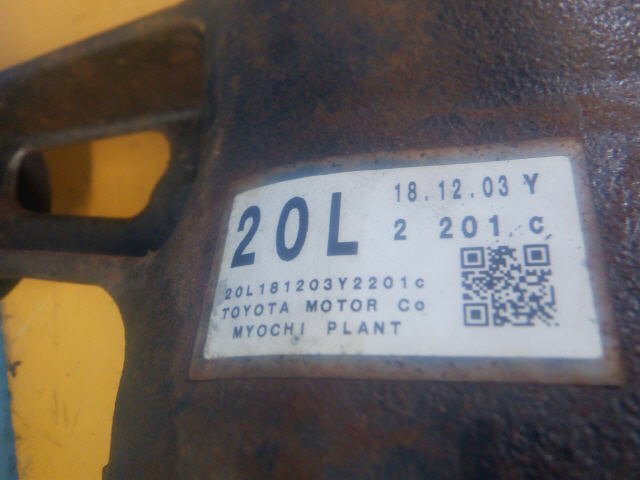 20L 18.12.03 Y
2 201 C
20L181203Y2201C
TOYOTA MOTOR Co
MYOCHI PLANT